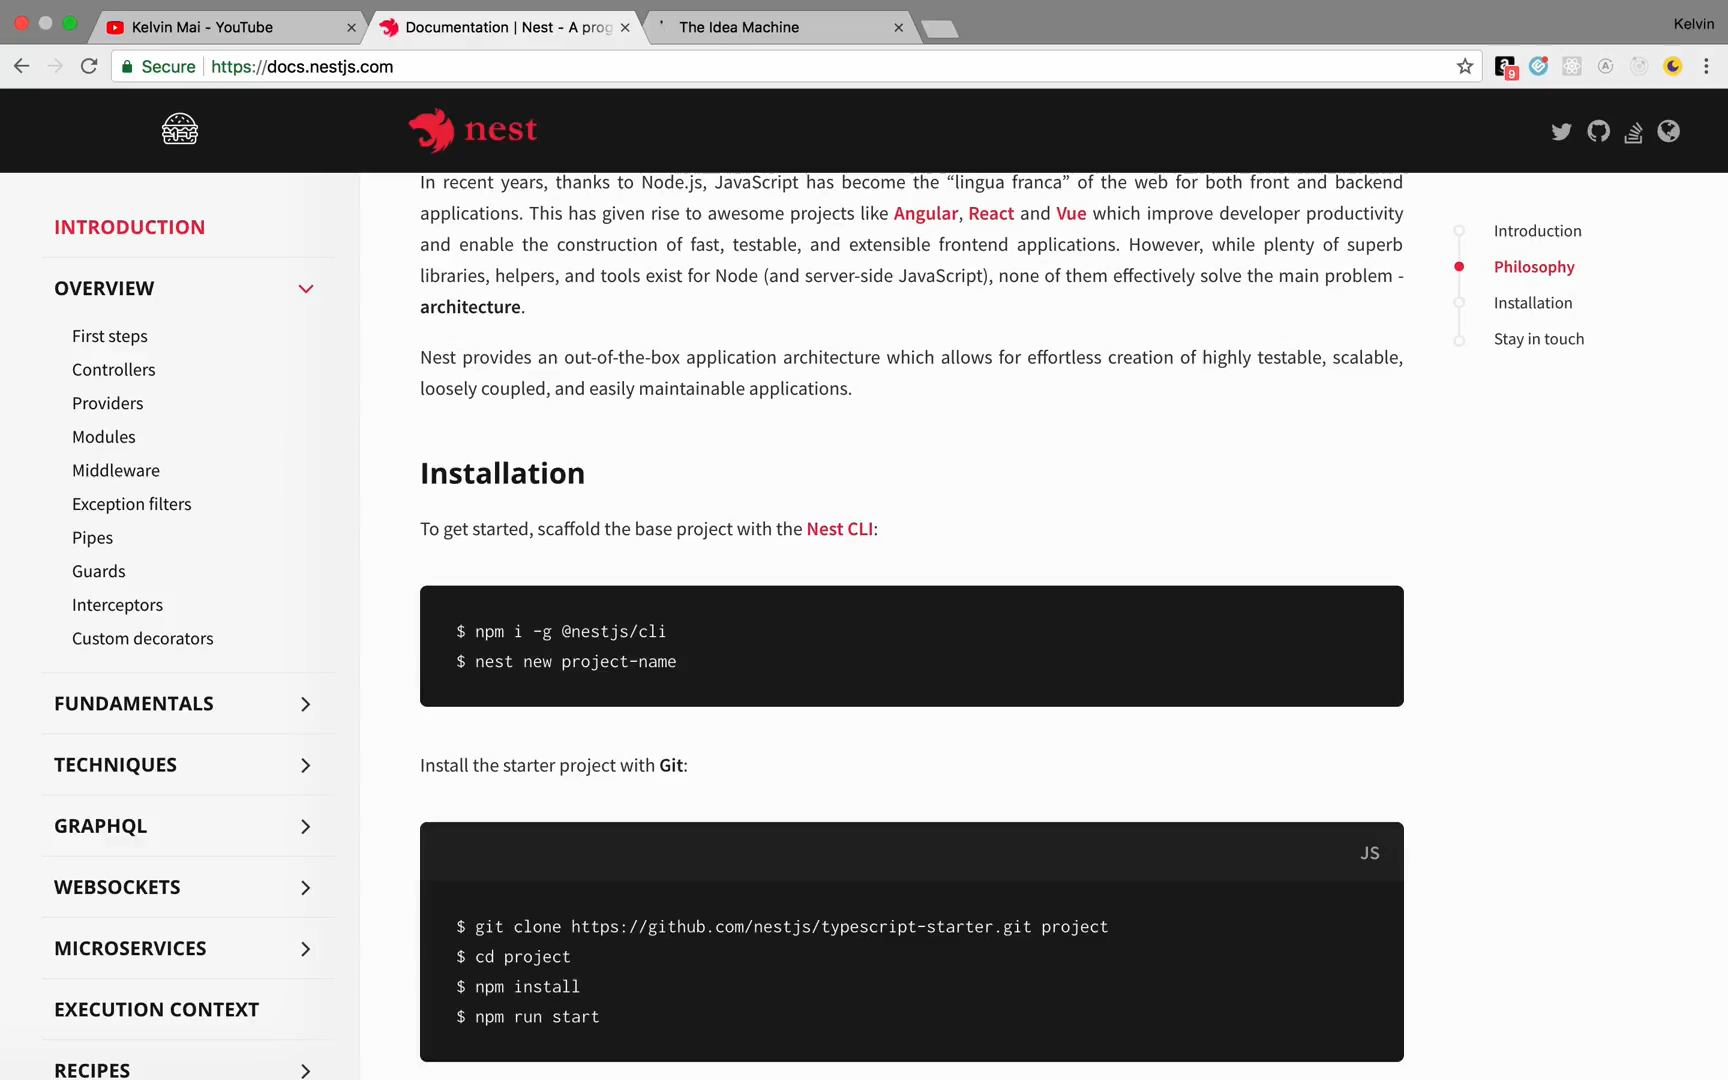 Kelvin Mai - YouTube
Documentation | Nest - A prog
The Idea Machine
Kelvin
Secure
https://docs.nestjs.com
9
nest
INTRODUCTION
OVERVIEW
First steps
Controllers
Providers
Modules
Middleware
Exception filters
Pipes
Guards
Interceptors
Custom decorators
FUNDAMENTALS
TECHNIQUES
GRAPHQL
WEBSOCKETS
MICROSERVICES
EXECUTION CONTEXT
RECIPES
In recent years, thanks to Node.js, JavaScript has become the “lingua franca” of the web for both front and backend
applications. This has given rise to awesome projects like Angular, React and Vue which improve developer productivity
and enable the construction of fast, testable, and extensible frontend applications. However, while plenty of superb
libraries, helpers, and tools exist for Node (and server-side JavaScript), none of them effectively solve the main problem -
architecture.
Nest provides an out-of-the-box application architecture which allows for effortless creation of highly testable, scalable,
loosely coupled, and easily maintainable applications.
Installation
To get started, scaffold the base project with the Nest CLI:
$ npm i -g @nestjs/cli
$ nest new project-name
Install the starter project with Git:
JS
$ git clone https://github.com/nestjs/typescript-starter.git project
$ cd project
$ npm install
$ npm run start
Introduction
Philosophy
Installation
Stay in touch